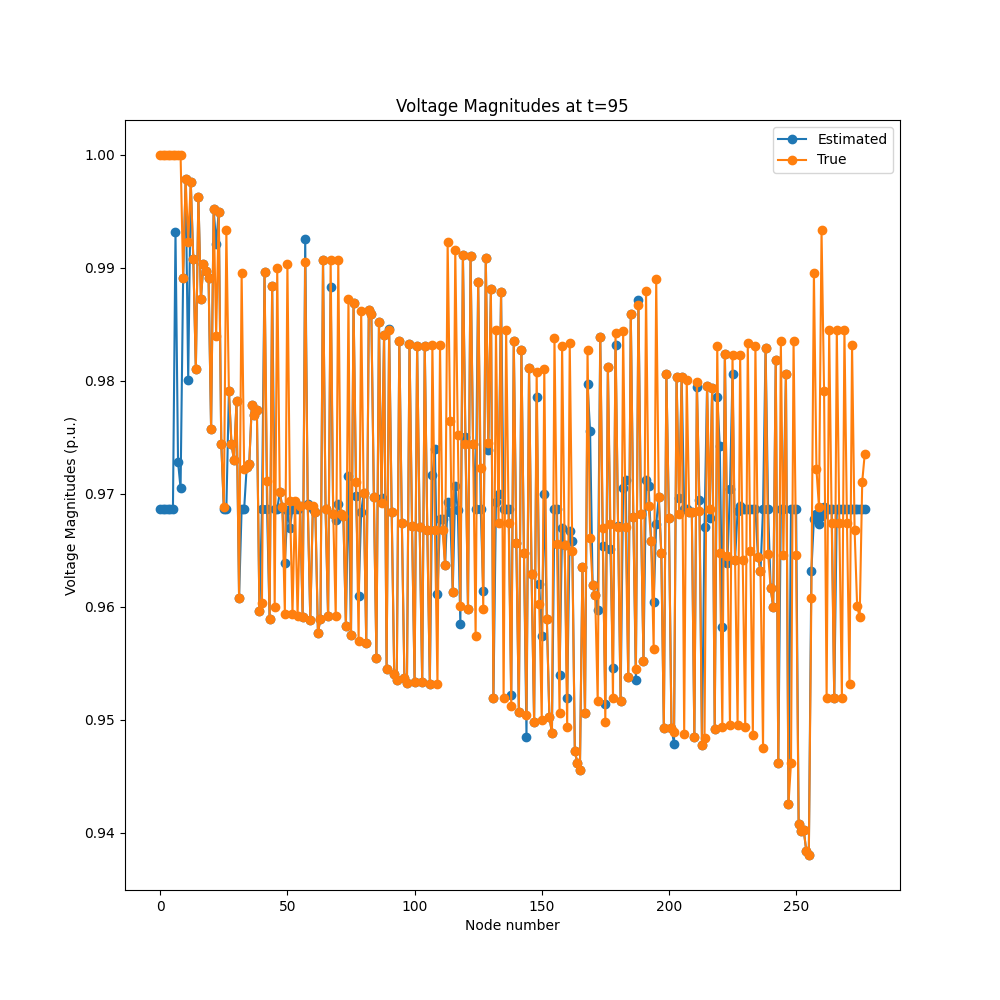 Voltage Magnitudes at t=95
Estimated
True
Voltage Magnitudes (p.u.)
1.00
0.99
0.98
0.97
0.96
0.95
0.94
0 50 100 150 200 250
Node number